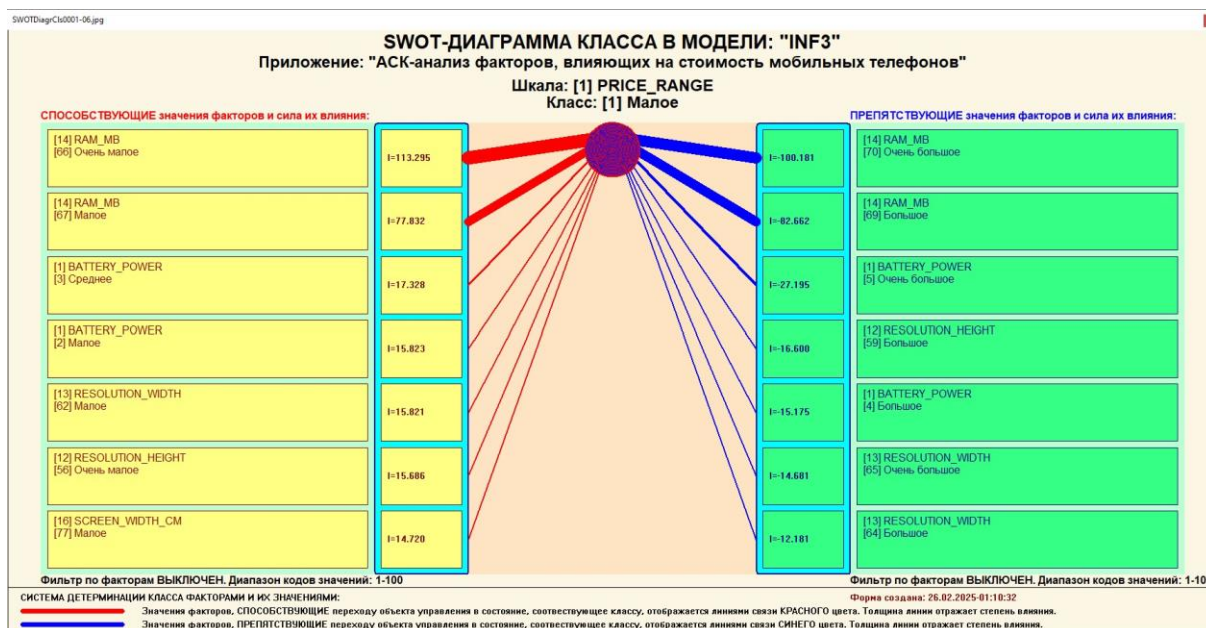 SWOTDiagrCls0001-06.jpg
SWOT-ДИАГРАММА КЛАССА В МОДЕЛИ: "INF3"
Приложение: "АСК-анализ факторов, влияющих на стоимость мобильных телефонов"
Шкала: [1] PRICE_RANGE
Класс: [1] Малое
СПОСОБСТВУЮЩИЕ значения факторов и сила их влияния:
[14] RAM_MB
[66] Очень малое
I=113.295
[14] RAM_MB
[67] Малое
I=77.832
[1] BATTERY_POWER
[3] Среднее
I=17.328
[1] BATTERY_POWER
[2] Малое
I=15.823
[13] RESOLUTION_WIDTH
[62] Малое
I=15.821
[12] RESOLUTION_HEIGHT
[56] Очень малое
I=15.686
[16] SCREEN_WIDTH_CM
[77] Малое
I=14.720
Фильтр по факторам ВЫКЛЮЧЕН. Диапазон кодов значений: 1-100
ПРЕПЯТСТВУЮЩИЕ значения факторов и сила их влияния:
I=-100.181
[14] RAM_MB
[70] Очень большое
I=-82.662
[14] RAM_MB
[69] Большое
I=-27.195
[1] BATTERY_POWER
[5] Очень большое
I=-16.600
[12] RESOLUTION_HEIGHT
[59] Большое
I=-15.175
[1] BATTERY_POWER
[4] Большое
I=-14.681
[13] RESOLUTION_WIDTH
[65] Очень большое
I=-12.181
[13] RESOLUTION_WIDTH
[64] Большое
Фильтр по факторам ВЫКЛЮЧЕН. Диапазон кодов значений: 1-10
СИСТЕМА ДЕТЕРМИНАЦИИ КЛАССА ФАКТОРАМИ И ИХ ЗНАЧЕНИЯМИ:
Форма создана: 26.02.2025-01:10:32
Значения факторов, СПОСОБСТВУЮЩИЕ переходу объекта управления в состояние, соотвествующее классу, отображается линиями связи КРАСНОГО цвета. Толщина линии отражает степень влияния.
Значения факторов, ПРЕПЯТСТВУЮЩИЕ переходу объекта управления в состояние, соотвествующее классу, отображается линиями связи СИНЕГО цвета. Толщина линии отражает степень влияния.